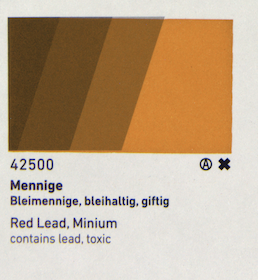 42500 Ⓐ ✖
Mennige
Bleimennige, bleihaltig, giftig
Red Lead, Minium
contains lead, toxic